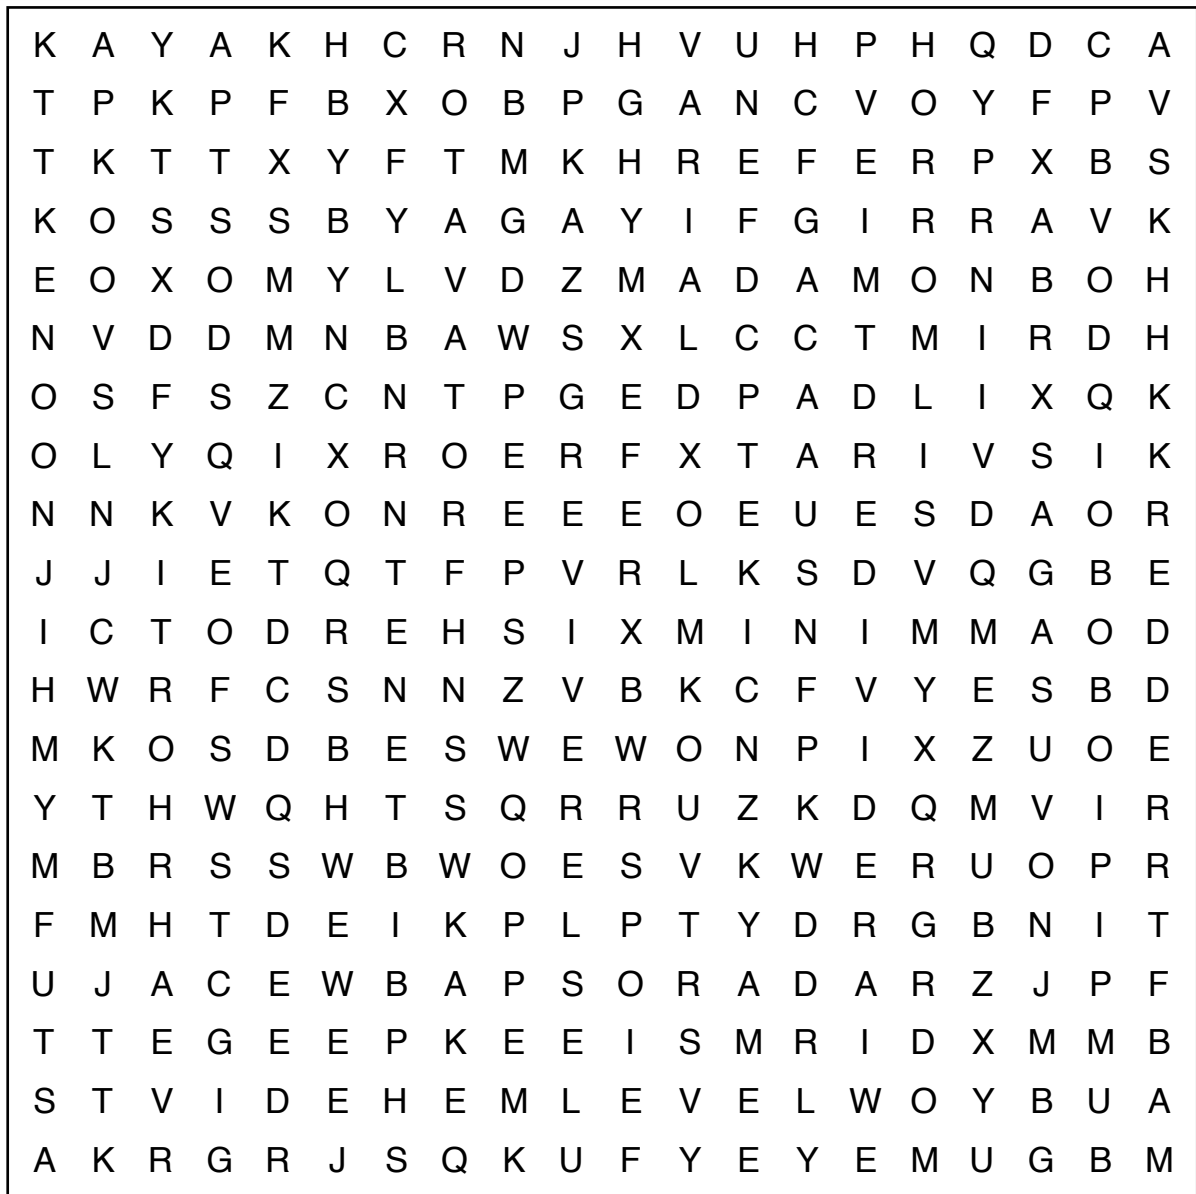 K A Y A K H C R N J H V U H P H Q D C A
T P K P F B X O B P G A N C V O Y F P V
T K T T X Y F T M K H R E F E R P X B S
K O S S S B Y A G A Y I F G I R R A V K
E O X O M Y L V D Z M A D A M O N B O H
N V D D M N B A W S X L C C T M I R D H
O S F S Z C N T P G E D P A D L I X Q K
O L Y Q I X R O E R F X T A R I V S I K
N N K V K O N R E E E O E U E S D A O R
J J I E T Q T F P V R L K S D V Q G B E
I C T O D R E H S I X M I N I M M A O D
H W R F C S N N Z V B K C F V Y E S B D
M K O S D B E S W E W O N P I X Z U O E
Y T H W Q H T S Q R R U Z K D Q M V I R
M B R S S W B W O E S V K W E R U O P R
F M H T D E I K P L P T Y D R G B N I T
U J A C E W B A P S O R A D A R Z J P F
T T E G E E P K E E I S M R I D X M M B
S T V I D E H E M L E V E L W O Y B U A
A K R G R J S Q K U F Y E Y E M U G B M